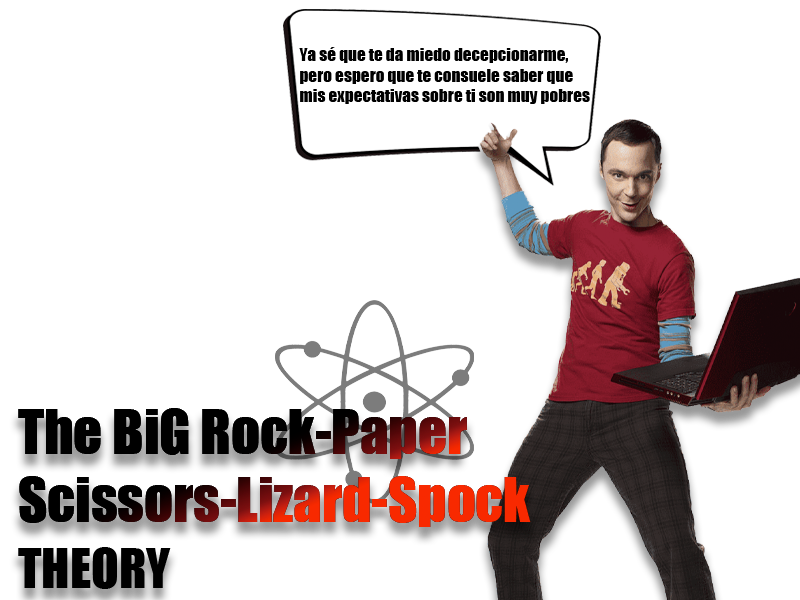 Ya sé que te da miedo decepcionarme,
pero espero que te consuele saber que
mis expectativas sobre ti son muy pobres
The BiG Rock-Paper
Scissors-Lizard-Spock
THEORY